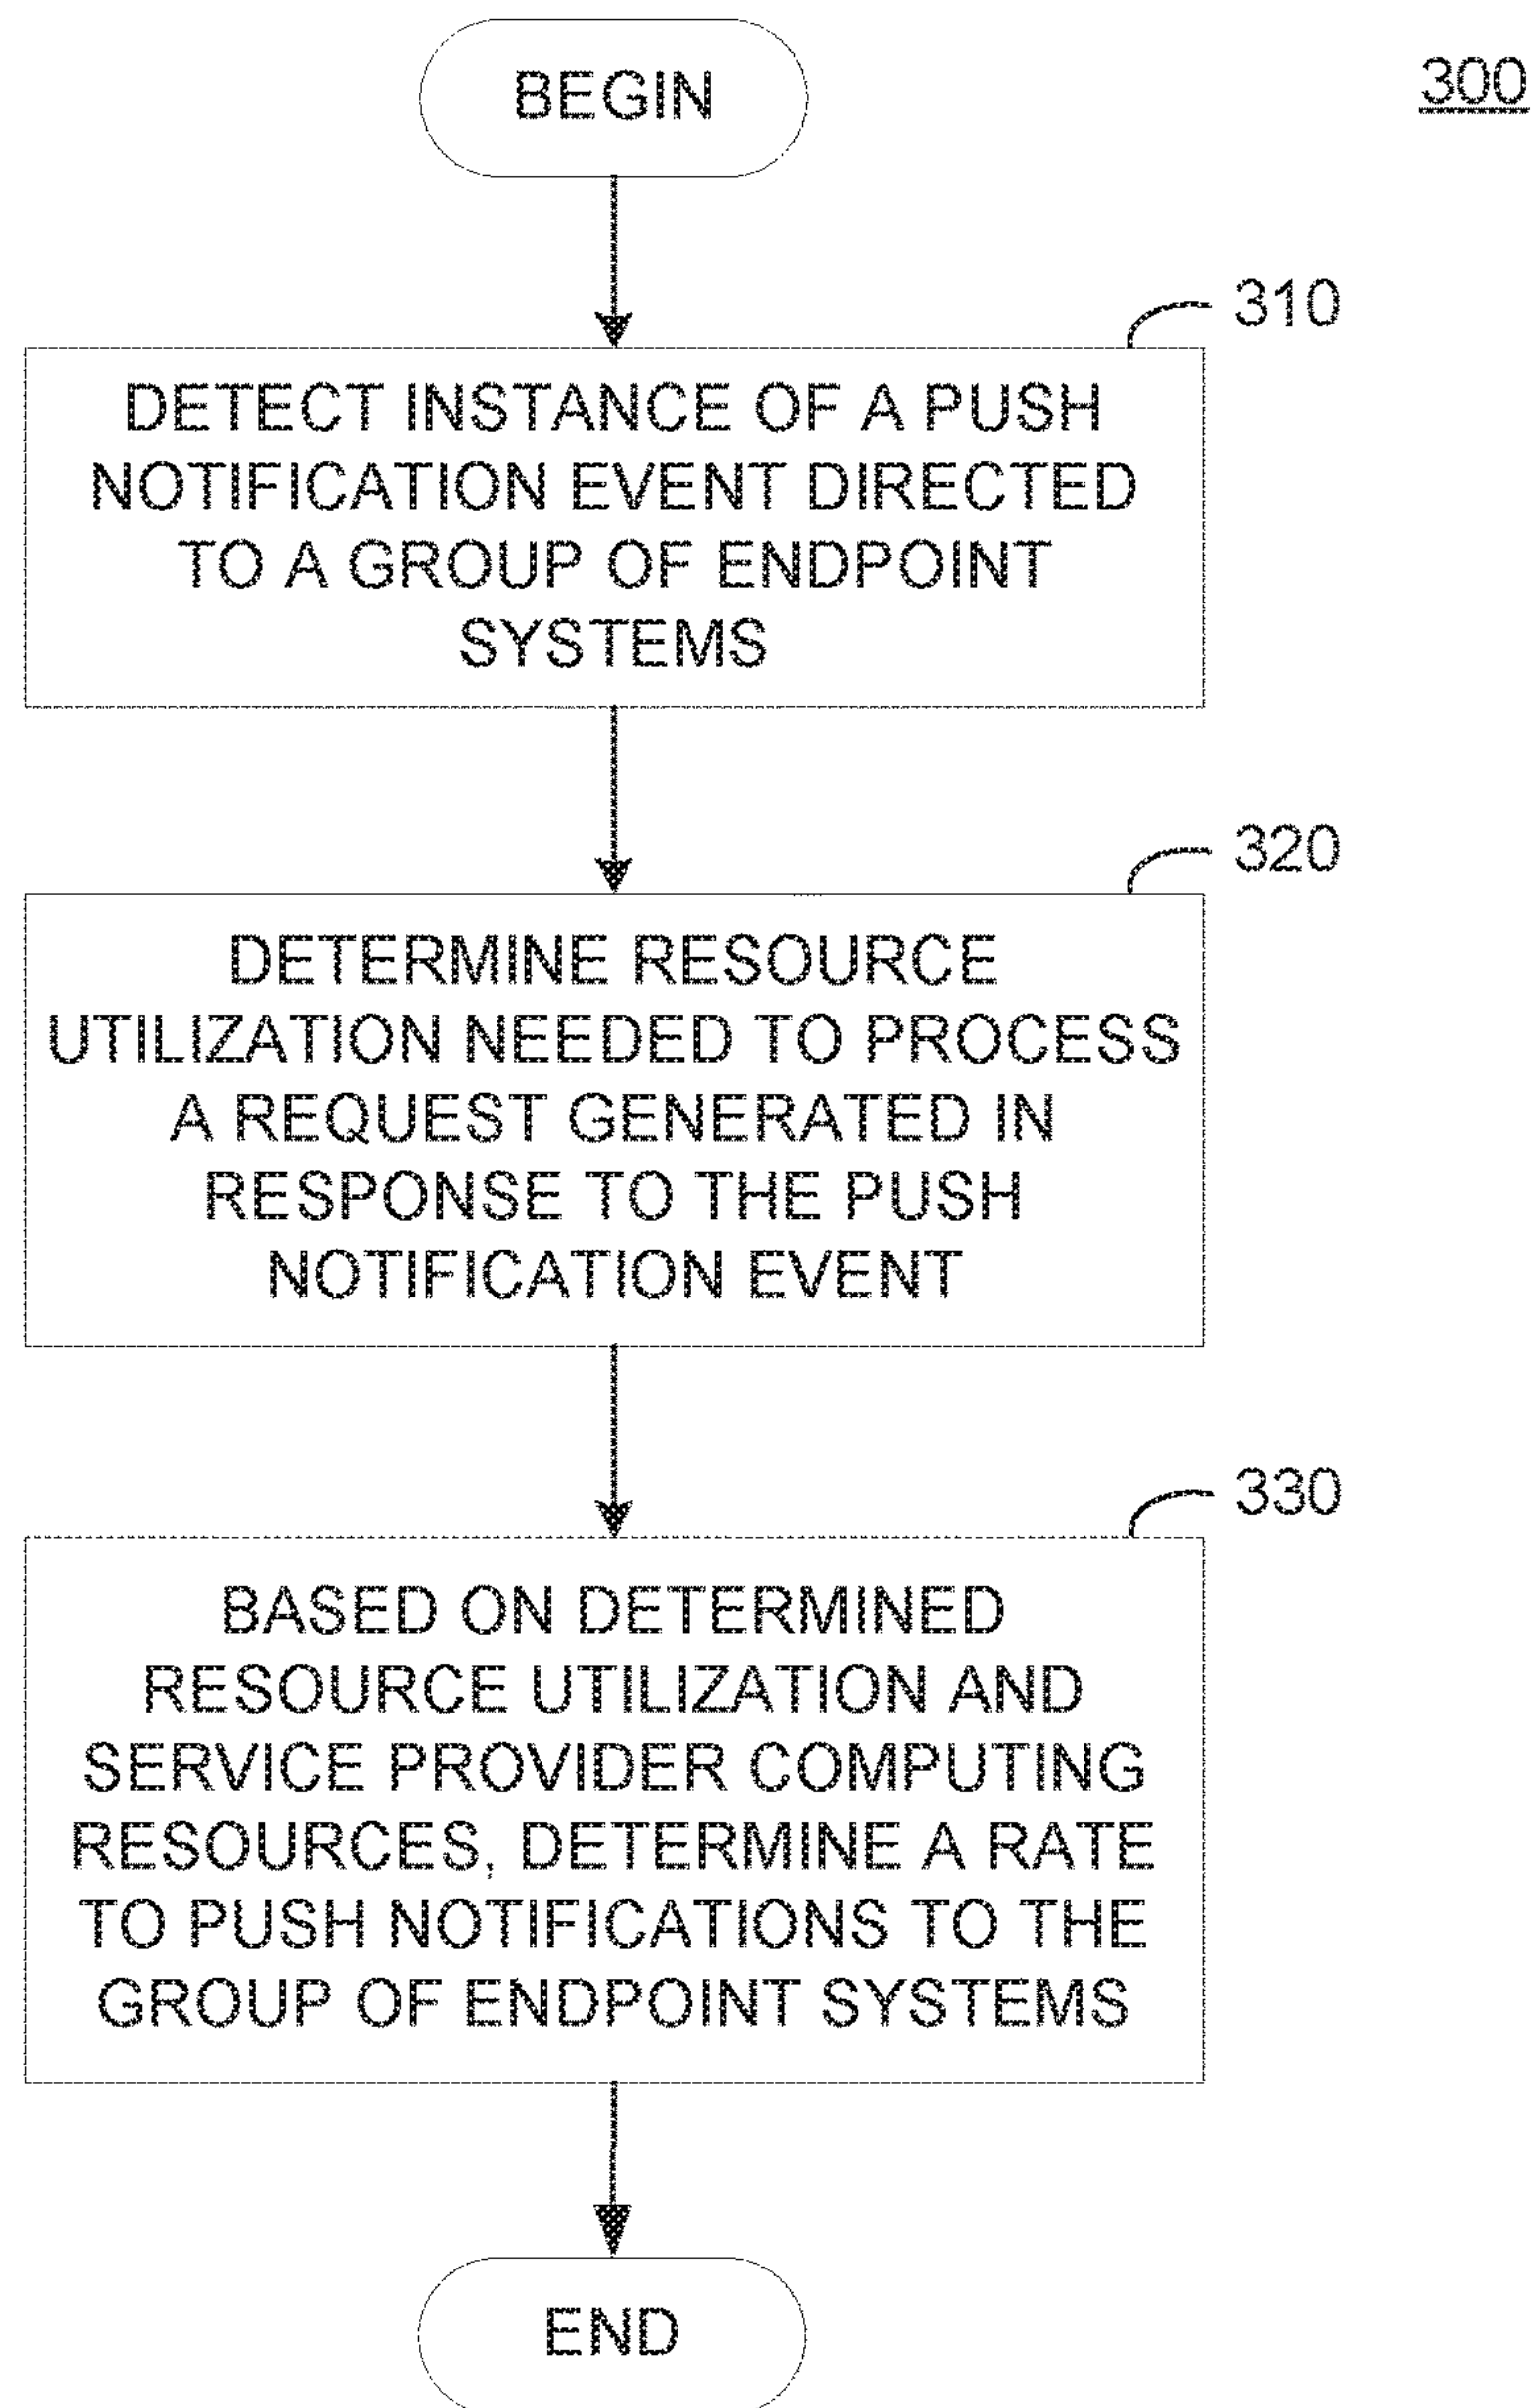 BEGIN
300
310
DETECT INSTANCE OF A PUSH
NOTIFICATION EVENT DIRECTED
TO A GROUP OF ENDPOINT
SYSTEMS
320
DETERMINE RESOURCE
UTILIZATION NEEDED TO PROCESS
A REQUEST GENERATED IN
RESPONSE TO THE PUSH
NOTIFICATION EVENT
330
BASED ON DETERMINED
RESOURCE UTILIZATION AND
SERVICE PROVIDER COMPUTING
RESOURCES, DETERMINE A RATE
TO PUSH NOTIFICATIONS TO THE
GROUP OF ENDPOINT SYSTEMS
END